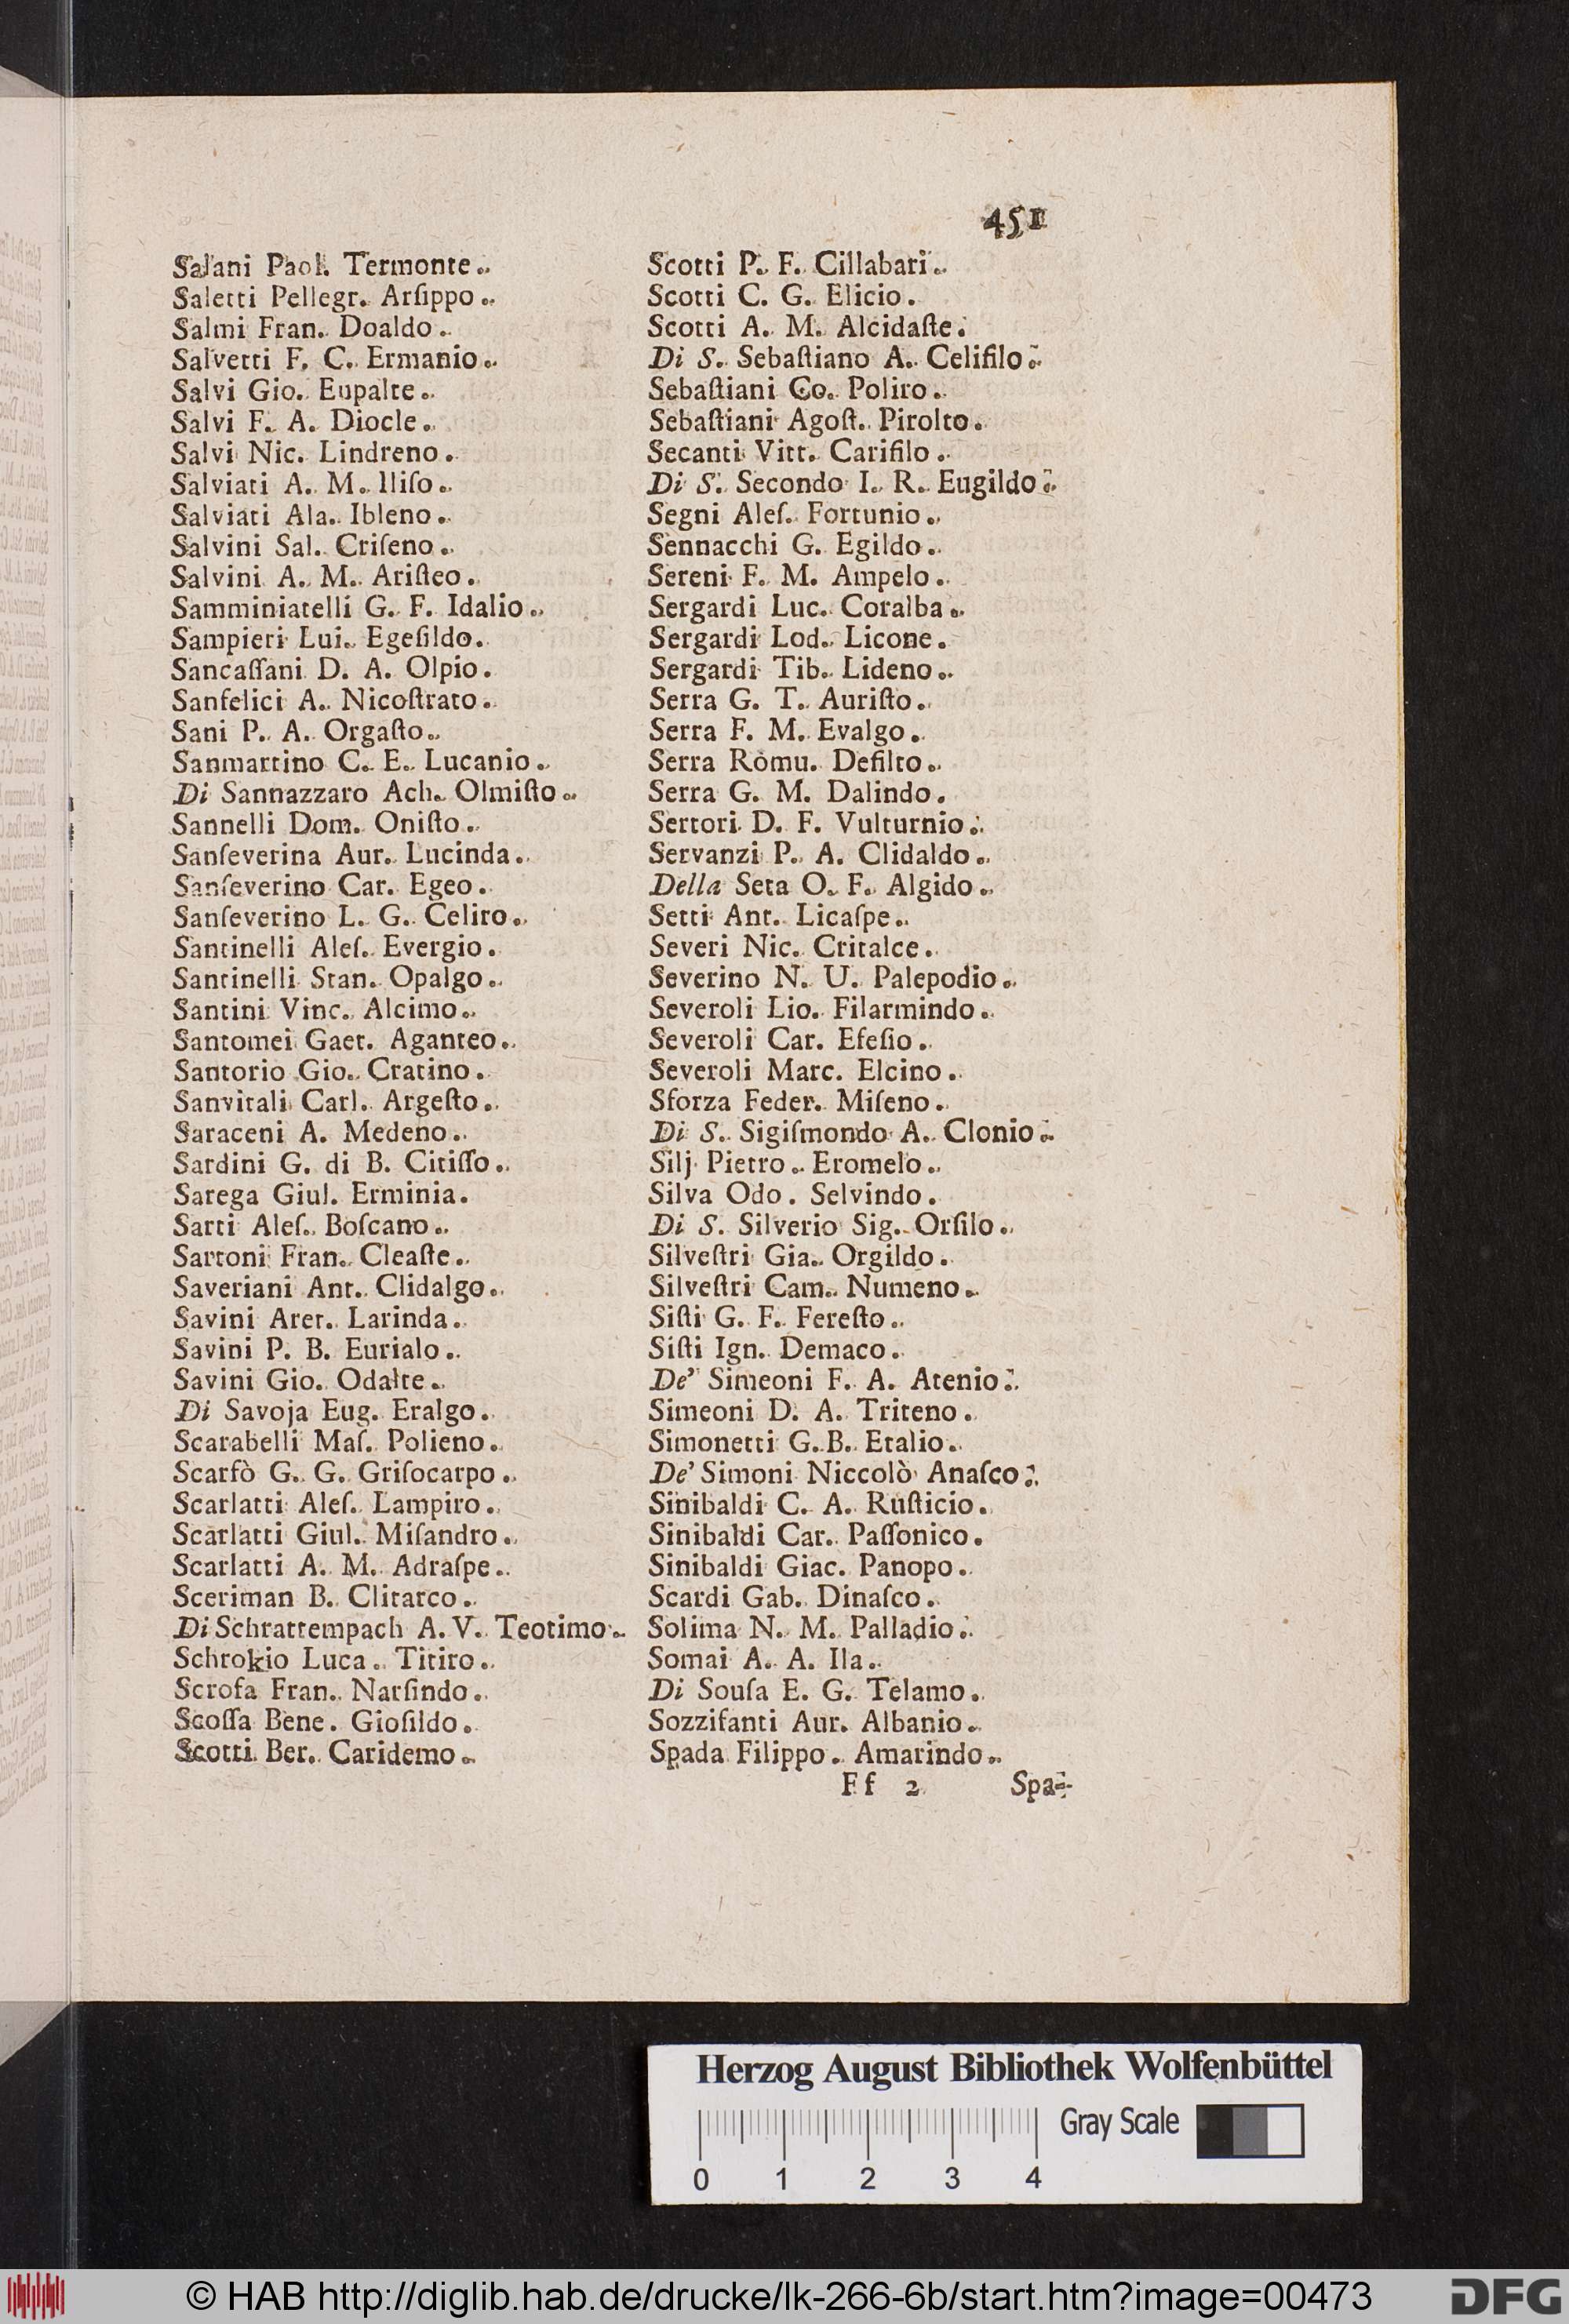 451
Salani Paol. Termonte.
Saletti Pellegr. Arſippo.
Salmi Fran. Doaldo.
Salvetti F. C. Ermanio.
Salvi Gio. Eupalte.
Salvi F. A. Diocle.
Salvi Nic. Lindreno.
Salviati A. M. Iliſo.
Salviati Ala. Ibleno.
Salvini Sal. Criſeno.
Salvini A. M. Ariſteo.
Samminiatelli G. F. Idalio.
Sampieri Lui. Egeſildo.
Sancaſſani D. A. Olpio.
Sanfelici A. Nicoſtrato.
Sani P. A. Orgaſto.
Sanmartino C. E. Lucanio.
Di Sannazzaro Ach. Olmiſto.
Sannelli Dom. Oniſto.
Sanſeverina Aur. Lucinda.
Sanſeverino Car. Egeo.
Sanſeverino L. G. Celiro.
Santinelli Aleſ. Evergio.
Santinelli Stan. Opalgo.
Santini Vinc. Alcimo.
Santomei Gaet. Aganteo.
Santorio Gio. Cratino.
Sanvitali Carl. Argeſto.
Saraceni A. Medeno.
Sardini G. di B. Citiſſo.
Sarega Giul. Erminia.
Sarti Aleſ. Boſcano.
Sartoni Fran. Cleaſte.
Saveriani Ant. Clidalgo.
Savini Aret. Larinda.
Savini P. B. Eurialo.
Savini Gio. Odalte.
Di Savoja Eug. Eralgo.
Scarabelli Maſ. Polieno.
Scarfò G. G. Griſocarpo.
Scarlatti Aleſ. Lampiro.
Scarlatti Giul. Miſandro.
Scarlatti A. M. Adraſpe.
Sceriman B. Clitarco.
Di Schrattempach A. V. Teotimo.
Schrokio Luca. Titiro.
Scrofa Fran. Narſindo.
Scoſſa Bene. Gioſildo.
Scotti Ber. Caridemo.
Scotti P. F. Cillabari.
Scotti C. G. Elicio.
Scotti A. M. Alcidaſte.
Di S. Sebaſtiano A. Celifilo.
Sebaſtiani Co. Poliro.
Sebaſtiani Agoſt. Pirolto.
Secanti Vitt. Carifilo.
Di S. Secondo I. R. Eugildo.
Segni Aleſ. Fortunio.
Sennacchi G. Egildo.
Sereni F. M. Ampelo.
Sergardi Luc. Coralba.
Sergardi Lod. Licone.
Sergardi Tib. Lideno.
Serra G. T. Auriſto.
Serra F. M. Evalgo.
Serra Romu. Defilto.
Serra G. M. Dalindo.
Sertori D. F. Vulturnio.
Servanzi P. A. Clidaldo.
Della Seta O. F. Algido.
Setti Ant. Licaſpe.
Severi Nic. Critalce.
Severino N. U. Palepodio.
Severoli Lio. Filarmindo.
Severoli Car. Efeſio.
Severoli Marc. Elcino.
Sforza Feder. Miſeno.
Di S. Sigiſmondo A. Clonio.
Silj Pietro. Eromelo.
Silva Odo. Selvindo.
Di S. Silverio Sig. Orſilo.
Silveſtri Gia. Orgildo.
Silveſtri Cam. Numeno.
Siſti G. F. Fereſto.
Siſti Ign. Demaco.
De' Simeoni F. A. Atenio.
Simeoni D. A. Triteno.
Simonetti G. B. Etalio.
De' Simoni Niccolò Anaſco.
Sinibaldi C. A. Ruſticio.
Sinibaldi Car. Paſſonico.
Sinibaldi Giac. Panopo.
Scardi Gab. Dinaſco.
Solima N. M. Palladio.
Somai A. A. Ila.
Di Souſa E. G. Telamo.
Sozzifanti Aur. Albanio.
Spada Filippo. Amarindo.
Ff 2 Spa-
Herzog August Bibliothek Wolfenbüttel
Gray Scale
0 1 2 3 4
© HAB http://diglib.hab.de/drucke/lk-266-6b/start.htm?image=00473
DFG